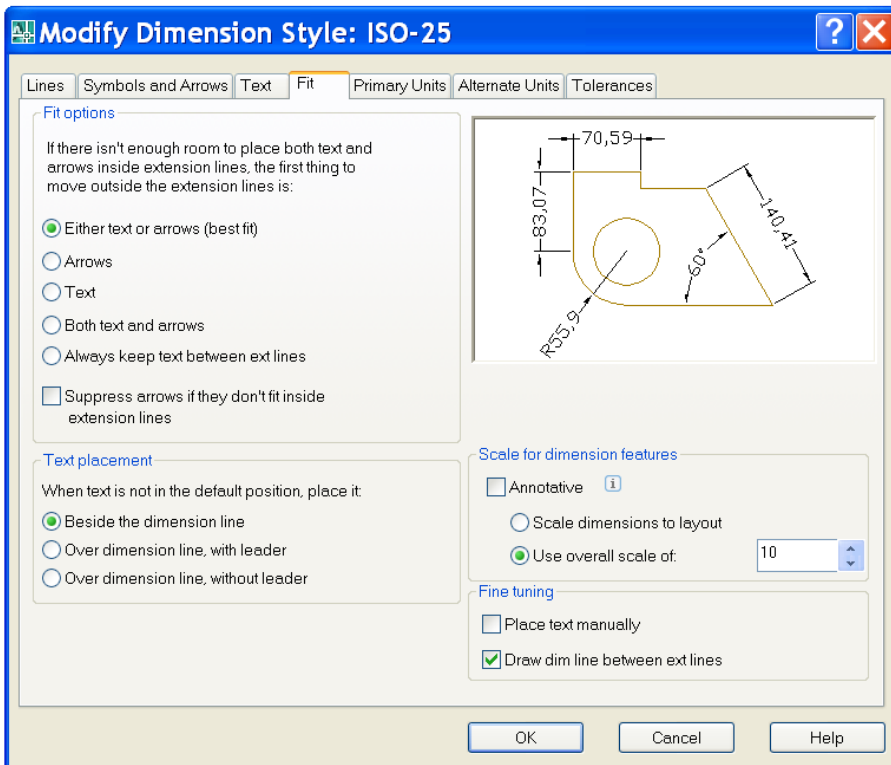 Modify Dimension Style: ISO-25
Lines Symbols and Arrows Text Fit Primary Units Alternate Units Tolerances
Fit options
If there isn't enough room to place both text and
arrows inside extension lines, the first thing to
move outside the extension lines is:
Either text or arrows (best fit)
Arrows
Text
Both text and arrows
Always keep text between ext lines
Suppress arrows if they don't fit inside
extension lines
Text placement
When text is not in the default position, place it:
Beside the dimension line
Over dimension line, with leader
Over dimension line, without leader
70,59
83,07
140,41
60°
R55,9
Scale for dimension features
Annotative
Scale dimensions to layout
Use overall scale of: 10
Fine tuning
Place text manually
Draw dim line between ext lines
OK Cancel Help